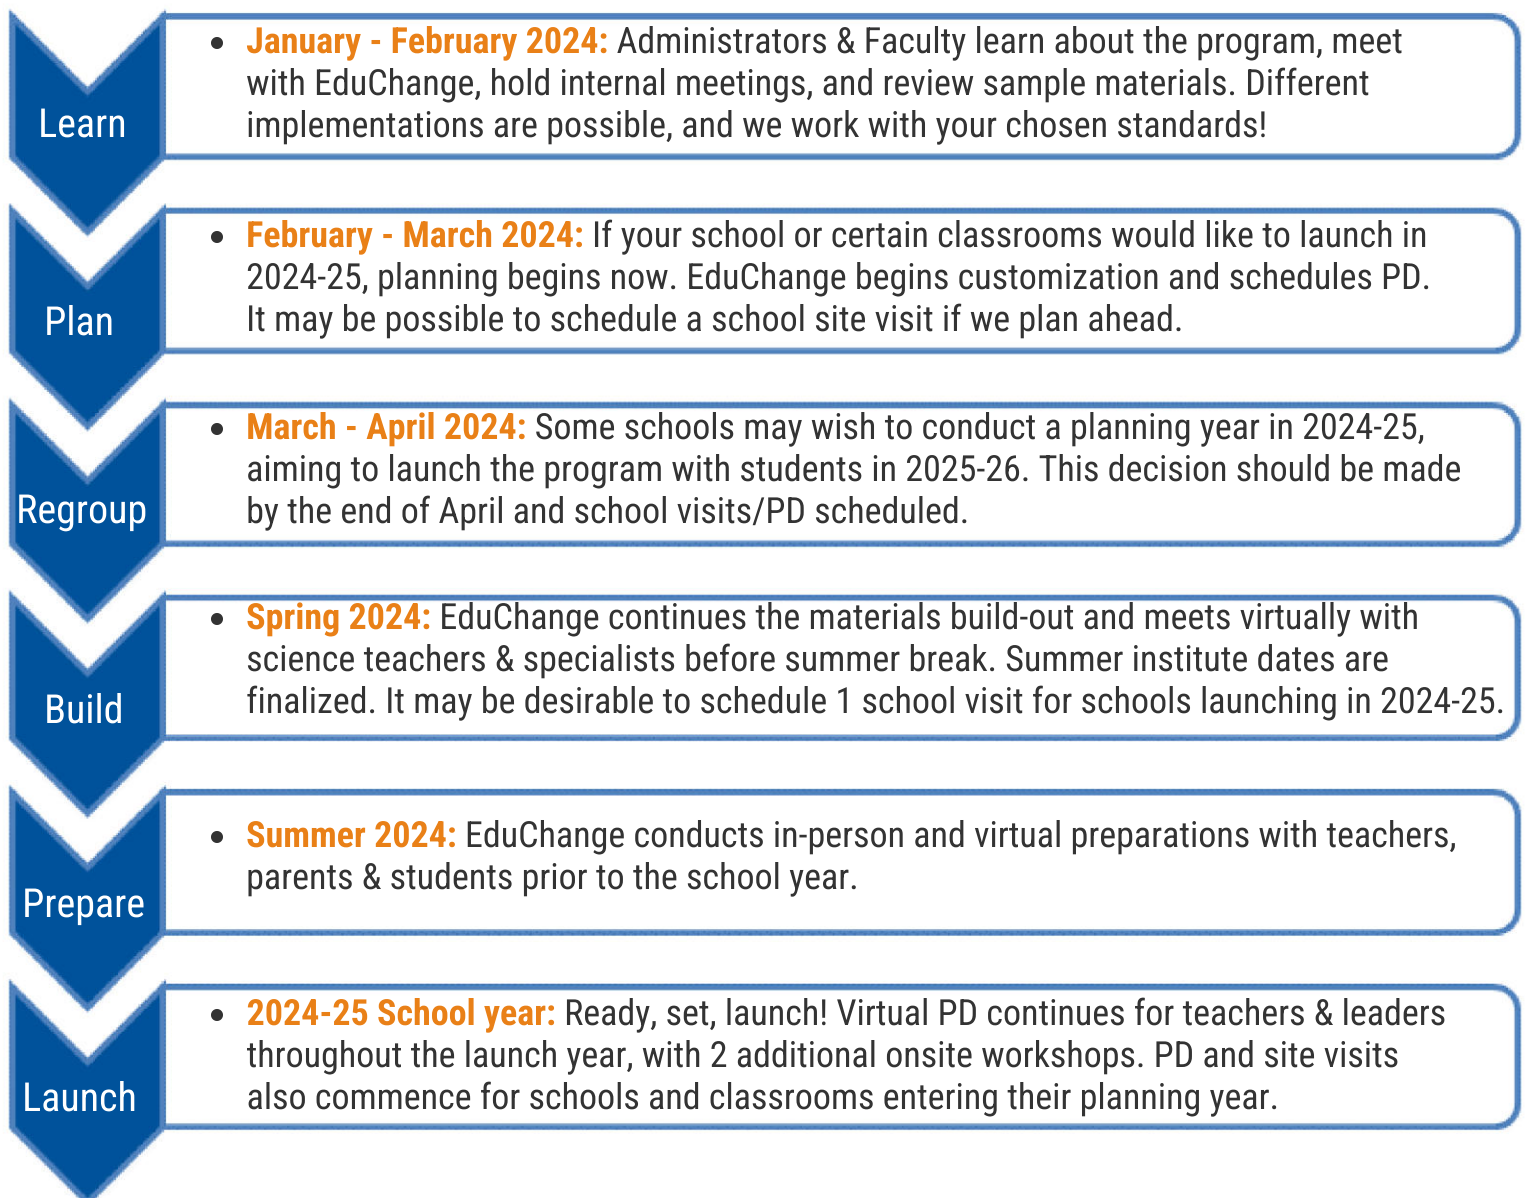 Learn
• January - February 2024: Administrators & Faculty learn about the program, meet
with EduChange, hold internal meetings, and review sample materials. Different
implementations are possible, and we work with your chosen standards!
Plan
• February - March 2024: If your school or certain classrooms would like to launch in
2024-25, planning begins now. EduChange begins customization and schedules PD.
It may be possible to schedule a school site visit if we plan ahead.
Regroup
• March - April 2024: Some schools may wish to conduct a planning year in 2024-25,
aiming to launch the program with students in 2025-26. This decision should be made
by the end of April and school visits/PD scheduled.
Build
• Spring 2024: EduChange continues the materials build-out and meets virtually with
science teachers & specialists before summer break. Summer institute dates are
finalized. It may be desirable to schedule 1 school visit for schools launching in 2024-25.
Prepare
• Summer 2024: EduChange conducts in-person and virtual preparations with teachers,
parents & students prior to the school year.
Launch
• 2024-25 School year: Ready, set, launch! Virtual PD continues for teachers & leaders
throughout the launch year, with 2 additional onsite workshops. PD and site visits
also commence for schools and classrooms entering their planning year.